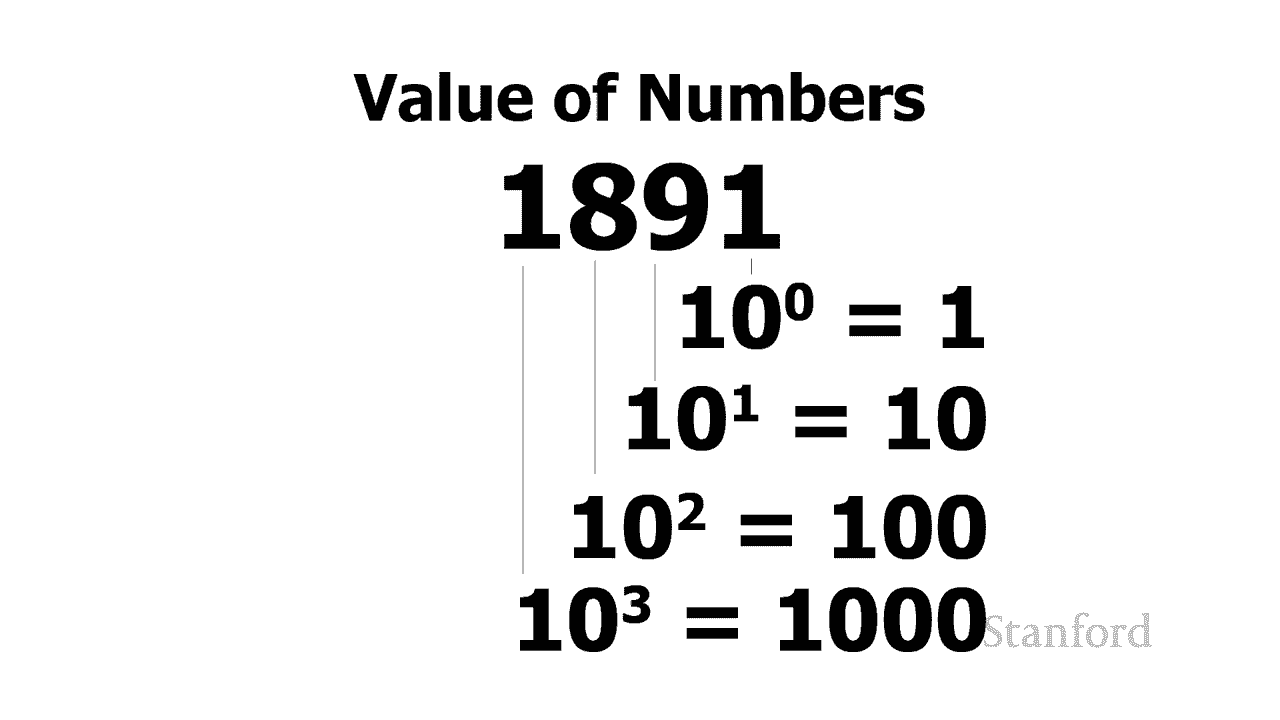 Value of Numbers
1891
10⁰ = 1
10¹ = 10
10² = 100
10³ = 1000
Stanford